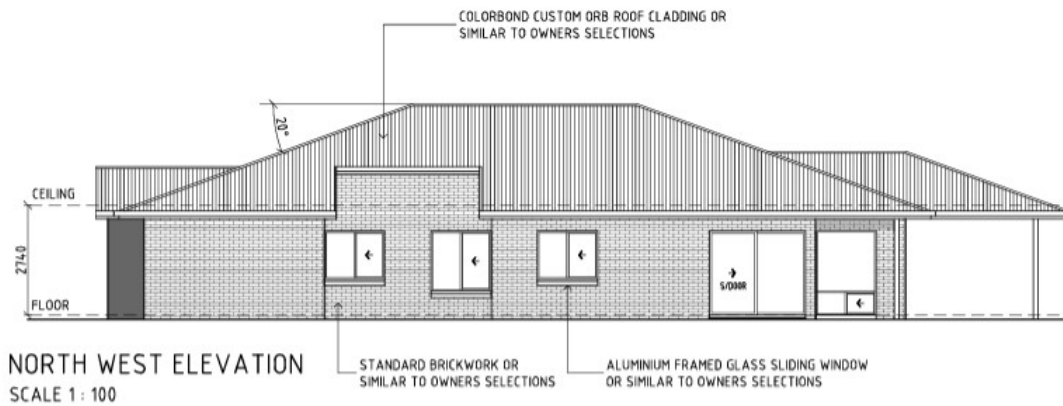 COLORBOND CUSTOM ORB ROOF CLADDING OR
SIMILAR TO OWNERS SELECTIONS
20°
CEILING
2740
FLOOR
S/DOOR
NORTH WEST ELEVATION
SCALE 1 : 100
STANDARD BRICKWORK OR
SIMILAR TO OWNERS SELECTIONS
ALUMINIUM FRAMED GLASS SLIDING WINDOW
OR SIMILAR TO OWNERS SELECTIONS